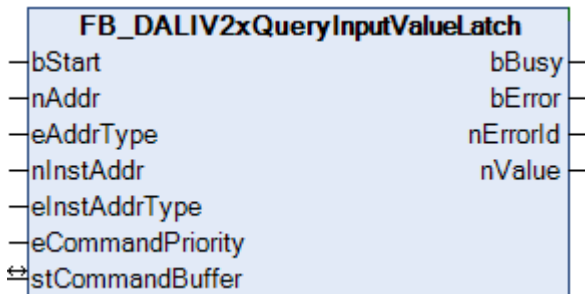 FB_DALIV2xQueryInputValueLatch
bStart bBusy
nAddr bError
eAddrType nErrorId
nInstAddr nValue
eInstAddrType
eCommandPriority
stCommandBuffer